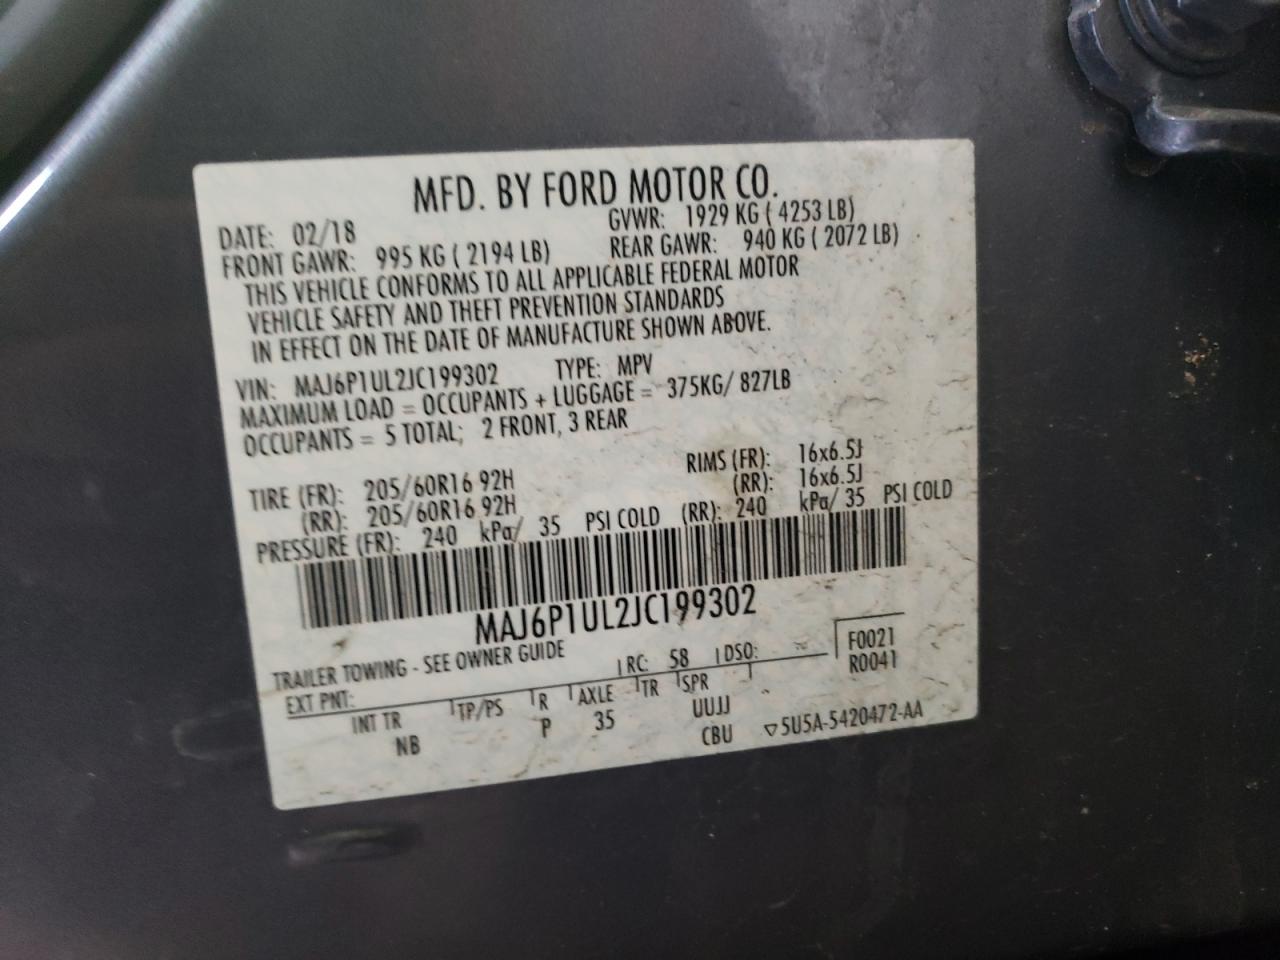 MFD. BY FORD MOTOR CO.
DATE: 02/18 GVWR: 1929 KG ( 4253 LB)
FRONT GAWR: 995 KG ( 2194 LB) REAR GAWR: 940 KG ( 2072 LB)
THIS VEHICLE CONFORMS TO ALL APPLICABLE FEDERAL MOTOR
VEHICLE SAFETY AND THEFT PREVENTION STANDARDS
IN EFFECT ON THE DATE OF MANUFACTURE SHOWN ABOVE.
VIN: MAJ6P1UL2JC199302 TYPE: MPV
MAXIMUM LOAD = OCCUPANTS + LUGGAGE = 375KG/ 827LB
OCCUPANTS = 5 TOTAL; 2 FRONT, 3 REAR
TIRE (FR): 205/60R16 92H RIMS (FR): 16x6.5J
(RR): 205/60R16 92H (RR): 16x6.5J
PRESSURE (FR): 240 kPa/ 35 PSI COLD (RR): 240 kPa/ 35 PSI COLD
MAJ6P1UL2JC199302
TRAILER TOWING - SEE OWNER GUIDE
EXT PNT: RC: 58 DSO: F0021
R0041
INT TR TP/PS R AXLE TR SPR
NB P 35 UUJJ
CBU ▽5U5A-5420472-AA